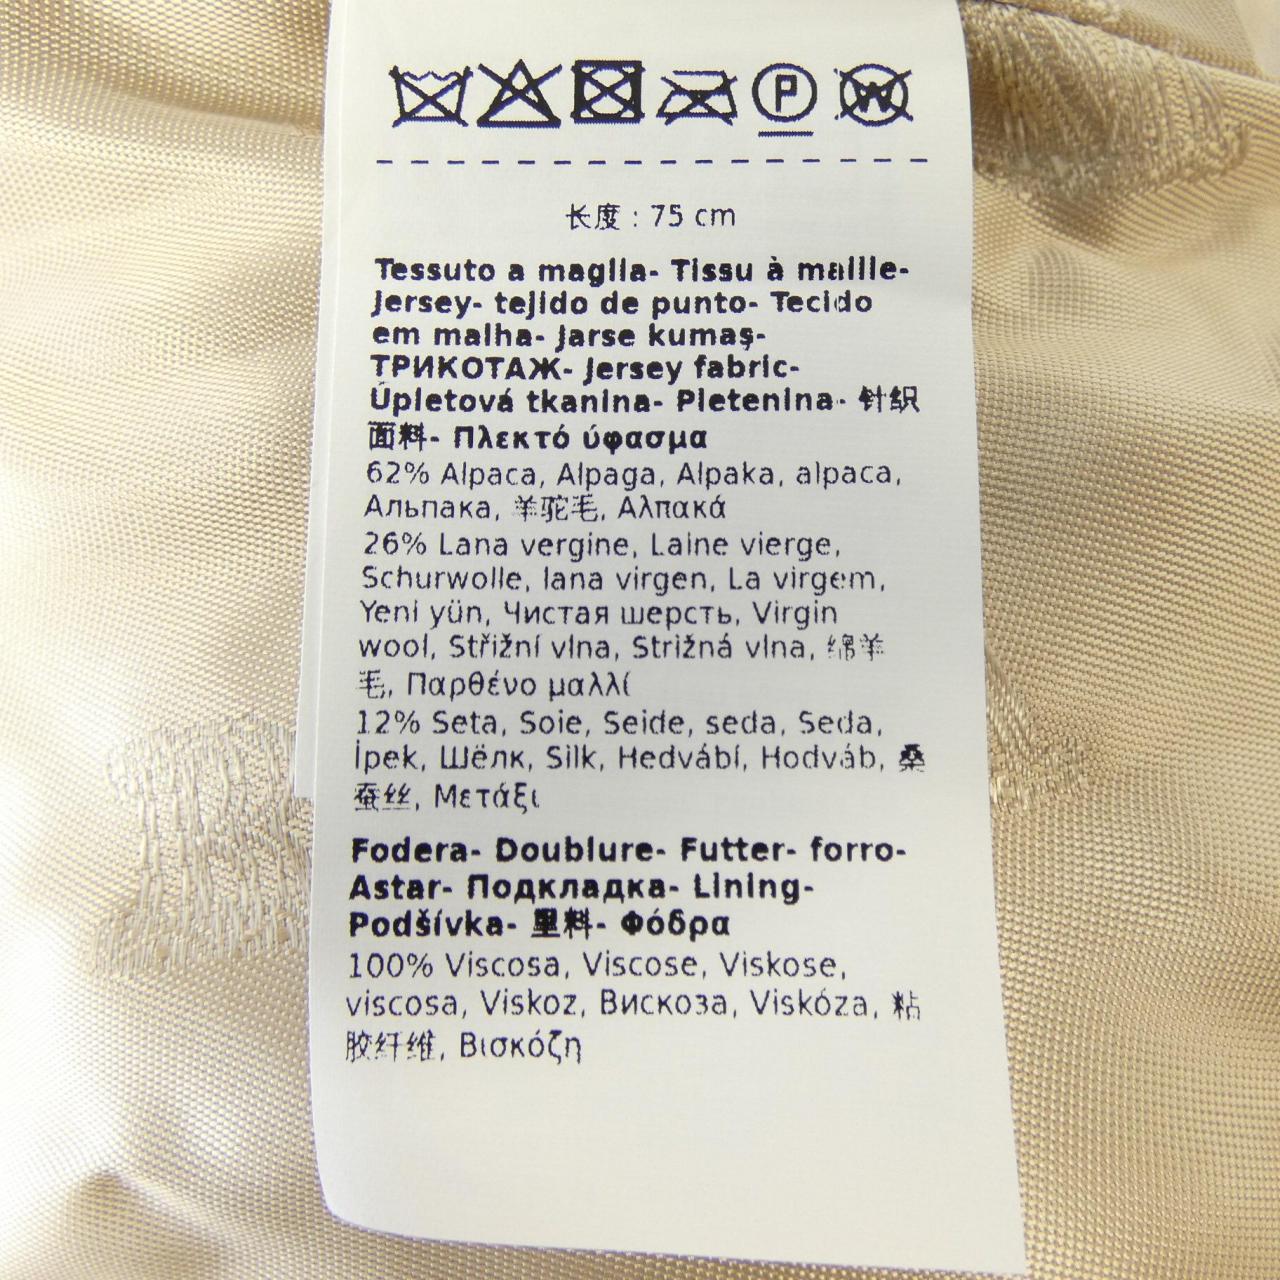 P W
长度 : 75 cm
Tessuto a maglia- Tissu à maille-
Jersey- tejido de punto- Tecido
em malha- Jarse kumaş-
ТРИКОТАЖ- Jersey fabric-
Úpletová tkanina- Pletenina- 针织
面料- Πλεκτό ύφασμα
62% Alpaca, Alpaga, Alpaka, alpaca,
Альпака, 羊驼毛, Αλπακά
26% Lana vergine, Laine vierge,
Schurwolle, lana virgen, La virgem,
Yeni yün, Чистая шерсть, Virgin
wool, Střižní vlna, Strižná vlna, 绵羊
毛, Παρθένο μαλλί
12% Seta, Soie, Seide, seda, Seda,
İpek, Шёлк, Silk, Hedvábí, Hodváb, 桑
蚕丝, Μετάξι
Fodera- Doublure- Futter- forro-
Astar- Подкладка- Lining-
Podšívka- 里料- Φόδρα
100% Viscosa, Viscose, Viskose,
viscosa, Viskoz, Вискоза, Viskóza, 粘
胶纤维, Βισκόζη